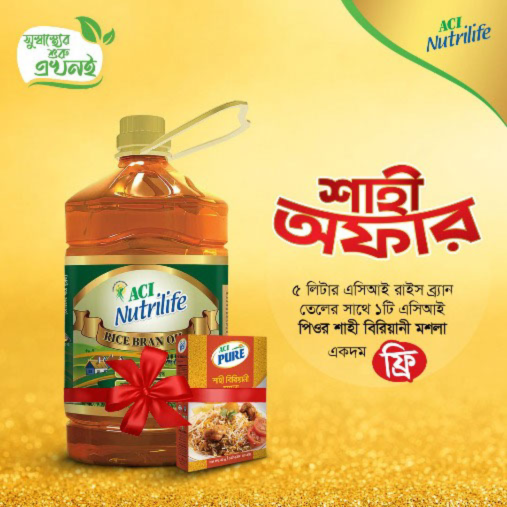 সুস্বাস্থ্যের
শুরু
এখনই
ACI
Nutrilife
শাহী
অফার
৫ লিটার এসিআই রাইস ব্র্যান
তেলের সাথে ১টি এসিআই
পিওর শাহী বিরিয়ানী মশলা
একদম ফ্রি
ACI
Nutrilife
RICE BRAN OIL
ACI
PURE
শাহী বিরিয়ানী